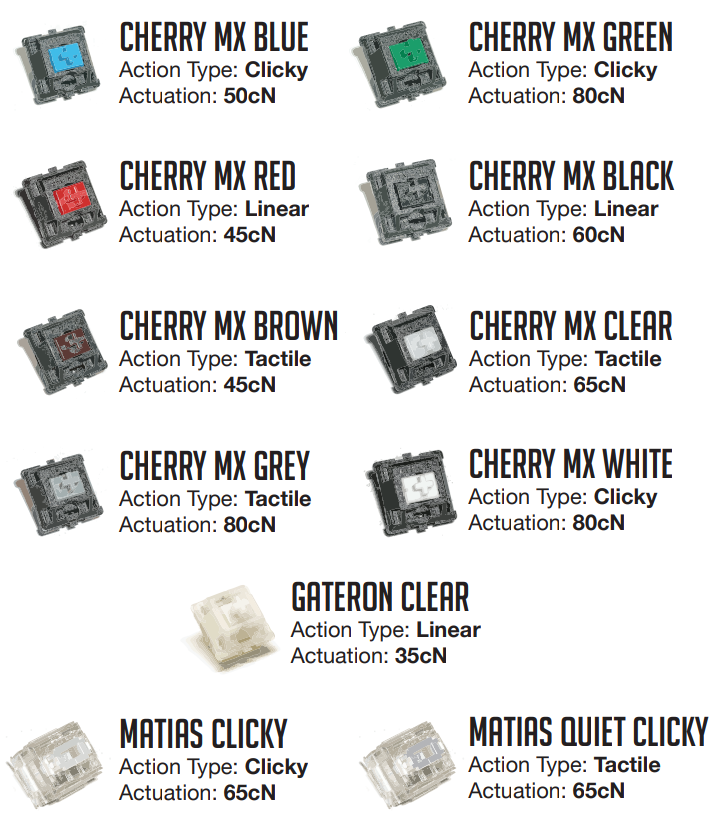 CHERRY MX BLUE
Action Type: Clicky
Actuation: 50cN
CHERRY MX GREEN
Action Type: Clicky
Actuation: 80cN
CHERRY MX RED
Action Type: Linear
Actuation: 45cN
CHERRY MX BLACK
Action Type: Linear
Actuation: 60cN
CHERRY MX BROWN
Action Type: Tactile
Actuation: 45cN
CHERRY MX CLEAR
Action Type: Tactile
Actuation: 65cN
CHERRY MX GREY
Action Type: Tactile
Actuation: 80cN
CHERRY MX WHITE
Action Type: Clicky
Actuation: 80cN
GATERON CLEAR
Action Type: Linear
Actuation: 35cN
MATIAS CLICKY
Action Type: Clicky
Actuation: 65cN
MATIAS QUIET CLICKY
Action Type: Tactile
Actuation: 65cN